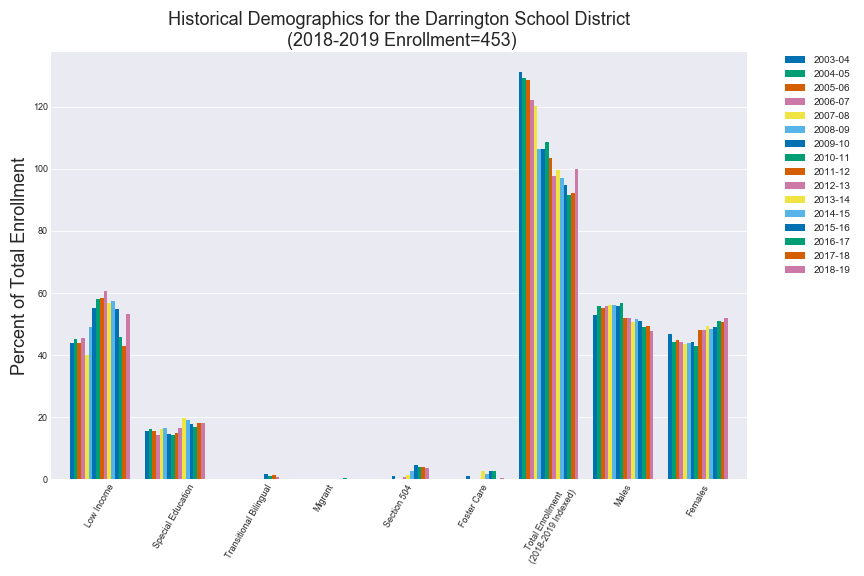 Historical Demographics for the Darrington School District
(2018-2019 Enrollment=453)
Percent of Total Enrollment
120
100
80
60
40
20
0
Low Income
Special Education
Transitional Bilingual
Migrant
Section 504
Foster Care
Total Enrollment
(2018-2019 Indexed)
Males
Females
2003-04
2004-05
2005-06
2006-07
2007-08
2008-09
2009-10
2010-11
2011-12
2012-13
2013-14
2014-15
2015-16
2016-17
2017-18
2018-19